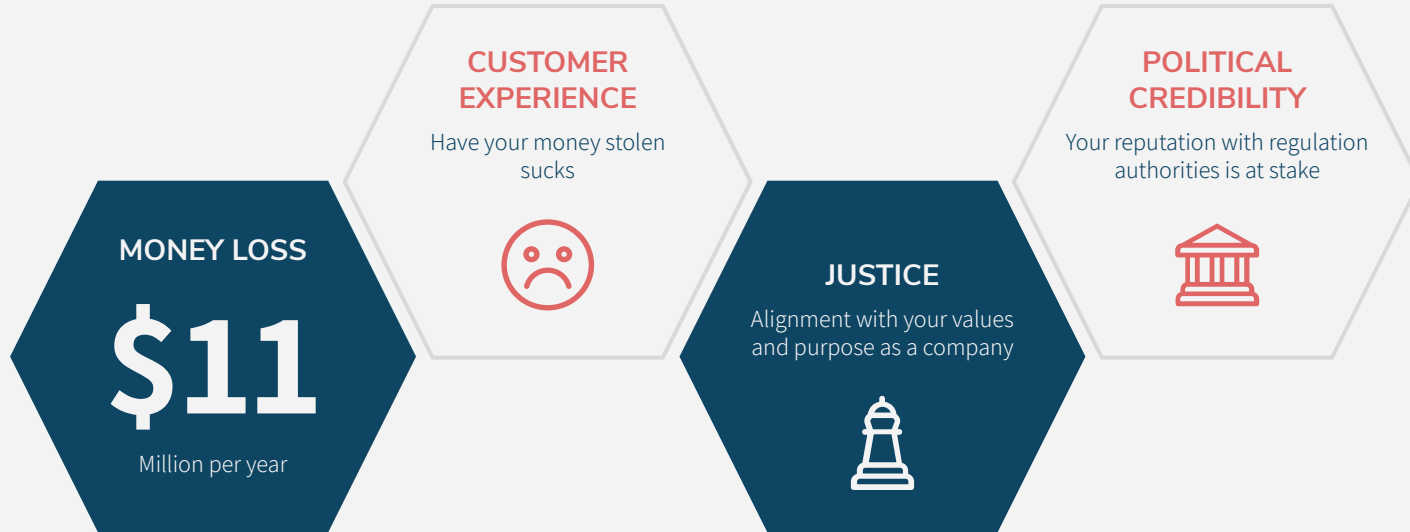 MONEY LOSS
$11
Million per year
CUSTOMER
EXPERIENCE
Have your money stolen
sucks
JUSTICE
Alignment with your values
and purpose as a company
POLITICAL
CREDIBILITY
Your reputation with regulation
authorities is at stake